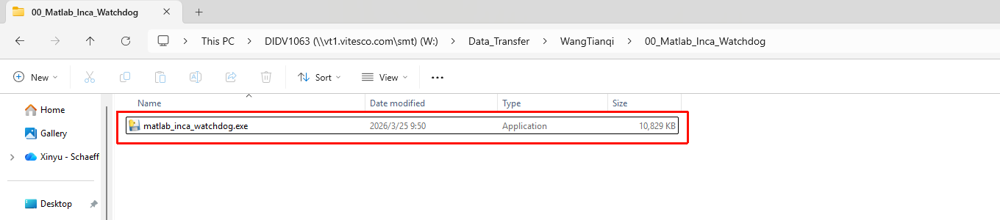 00_Matlab_Inca_Watchdog
This PC > DIDV1063 (\\vt1.vitesco.com\smt) (W:) > Data_Transfer > WangTianqi > 00_Matlab_Inca_Watchdog
New Sort View
Name Date modified Type Size
Home
matlab_inca_watchdog.exe 2026/3/25 9:50 Application 10,829 KB
Gallery
Xinyu - Schaeff
Desktop